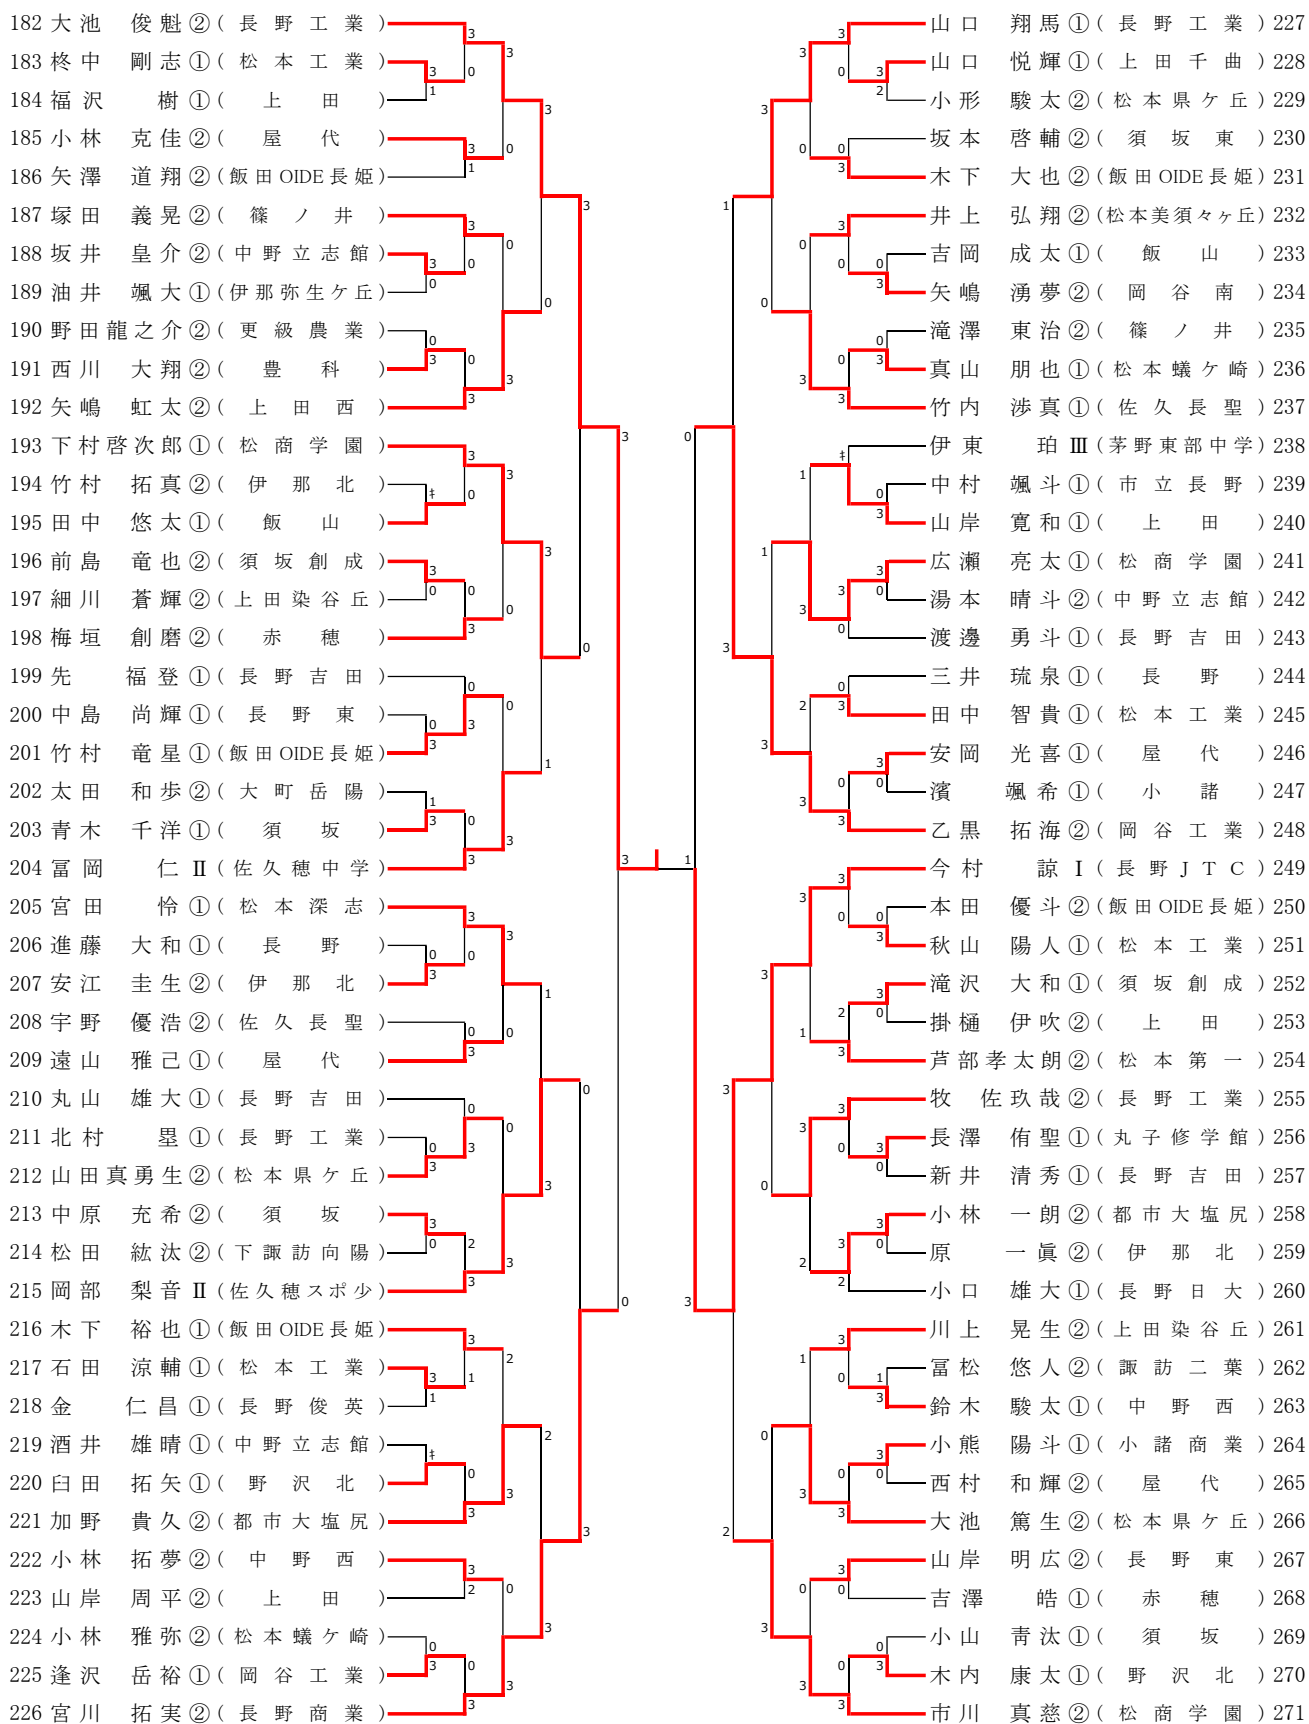 182 大池 俊魁 ② (長野工業)
183 柊中 剛志 ① (松本工業)
184 福沢 樹 ① (上田)
185 小林 克佳 ② (屋代)
186 矢澤 道翔 ② (飯田OIDE長姫)
187 塚田 義晃 ② (篠ノ井)
188 坂井 皇介 ② (中野立志館)
189 油井 颯大 ① (伊那弥生ケ丘)
190 野田龍之介 ② (更級農業)
191 西川 大翔 ② (豊科)
192 矢嶋 虹太 ② (上田西)
193 下村啓次郎 ① (松商学園)
194 竹村 拓真 ② (伊那北)
195 田中 悠太 ① (飯山)
196 前島 竜也 ② (須坂創成)
197 細川 蒼輝 ② (上田染谷丘)
198 梅垣 創磨 ② (赤穂)
199 先 福登 ① (長野吉田)
200 中島 尚輝 ① (長野東)
201 竹村 竜星 ① (飯田OIDE長姫)
202 太田 和歩 ② (大町岳陽)
203 青木 千洋 ① (須坂)
204 冨岡 仁 Ⅱ (佐久穂中学)
205 宮田 怜 ① (松本深志)
206 進藤 大和 ① (長野)
207 安江 圭生 ② (伊那北)
208 宇野 優浩 ② (佐久長聖)
209 遠山 雅己 ① (屋代)
210 丸山 雄大 ① (長野吉田)
211 北村 塁 ① (長野工業)
212 山田真勇生 ② (松本県ケ丘)
213 中原 充希 ② (須坂)
214 松田 紘汰 ② (下諏訪向陽)
215 岡部 梨音 Ⅱ (佐久穂スポ少)
216 木下 裕也 ① (飯田OIDE長姫)
217 石田 涼輔 ① (松本工業)
218 金 仁昌 ① (長野俊英)
219 酒井 雄晴 ① (中野立志館)
220 臼田 拓矢 ① (野沢北)
221 加野 貴久 ② (都市大塩尻)
222 小林 拓夢 ② (中野西)
223 山岸 周平 ② (上田)
224 小林 雅弥 ② (松本蟻ケ崎)
225 逢沢 岳裕 ① (岡谷工業)
226 宮川 拓実 ② (長野商業)
山口 翔馬 ① (長野工業) 227
山口 悦輝 ① (上田千曲) 228
小形 駿太 ② (松本県ケ丘) 229
坂本 啓輔 ② (須坂東) 230
木下 大也 ② (飯田OIDE長姫) 231
井上 弘翔 ② (松本美須々ヶ丘) 232
吉岡 成太 ① (飯山) 233
矢嶋 湧夢 ② (岡谷南) 234
滝澤 東治 ② (篠ノ井) 235
真山 朋也 ① (松本蟻ケ崎) 236
竹内 渉真 ① (佐久長聖) 237
伊東 珀 Ⅲ (茅野東部中学) 238
中村 颯斗 ① (市立長野) 239
山岸 寛和 ① (上田) 240
広瀬 亮太 ① (松商学園) 241
湯本 晴斗 ② (中野立志館) 242
渡邊 勇斗 ① (長野吉田) 243
三井 琉泉 ① (長野) 244
田中 智貴 ① (松本工業) 245
安岡 光喜 ① (屋代) 246
濱 颯希 ① (小諸) 247
乙黒 拓海 ② (岡谷工業) 248
今村 諒 Ⅰ (長野JTC) 249
本田 優斗 ② (飯田OIDE長姫) 250
秋山 陽人 ① (松本工業) 251
滝沢 大和 ① (須坂創成) 252
掛樋 伊吹 ② (上田) 253
芦部孝太朗 ② (松本第一) 254
牧 佐玖哉 ② (長野工業) 255
長澤 侑聖 ① (丸子修学館) 256
新井 清秀 ① (長野吉田) 257
小林 一朗 ② (都市大塩尻) 258
原 一眞 ② (伊那北) 259
小口 雄大 ① (長野日大) 260
川上 晃生 ② (上田染谷丘) 261
冨松 悠人 ② (諏訪二葉) 262
鈴木 駿太 ① (中野西) 263
小熊 陽斗 ① (小諸商業) 264
西村 和輝 ② (屋代) 265
大池 篤生 ② (松本県ケ丘) 266
山岸 明広 ② (長野東) 267
吉澤 皓 ① (赤穂) 268
小山 靑汰 ① (須坂) 269
木内 康太 ① (野沢北) 270
市川 真慈 ② (松商学園) 271